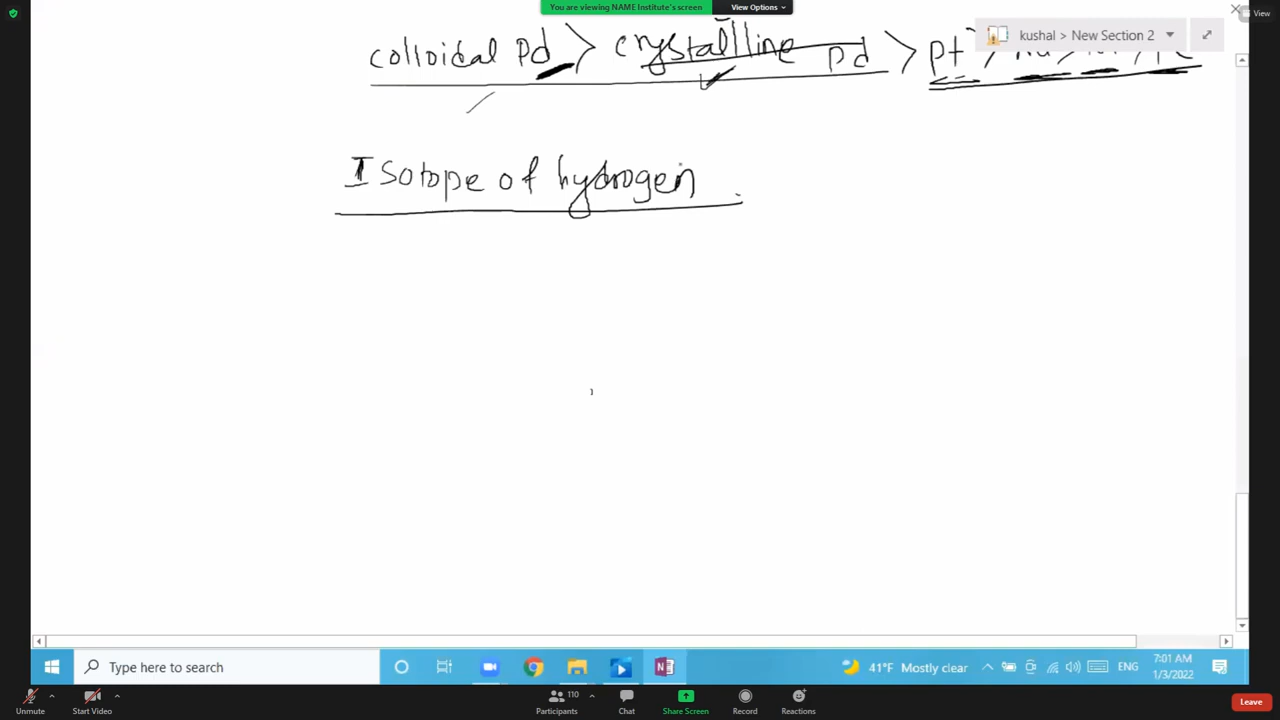 You are viewing NAME Institute's screen View Options
View
kushal > New Section 2
colloidal Pd > crystalline Pd > pt >
Isotope of hydrogen
Type here to search
41°F Mostly clear
ENG
7:01 AM
1/3/2022
Unmute
Start Video
110
Participants
Chat
Share Screen
Record
Reactions
Leave